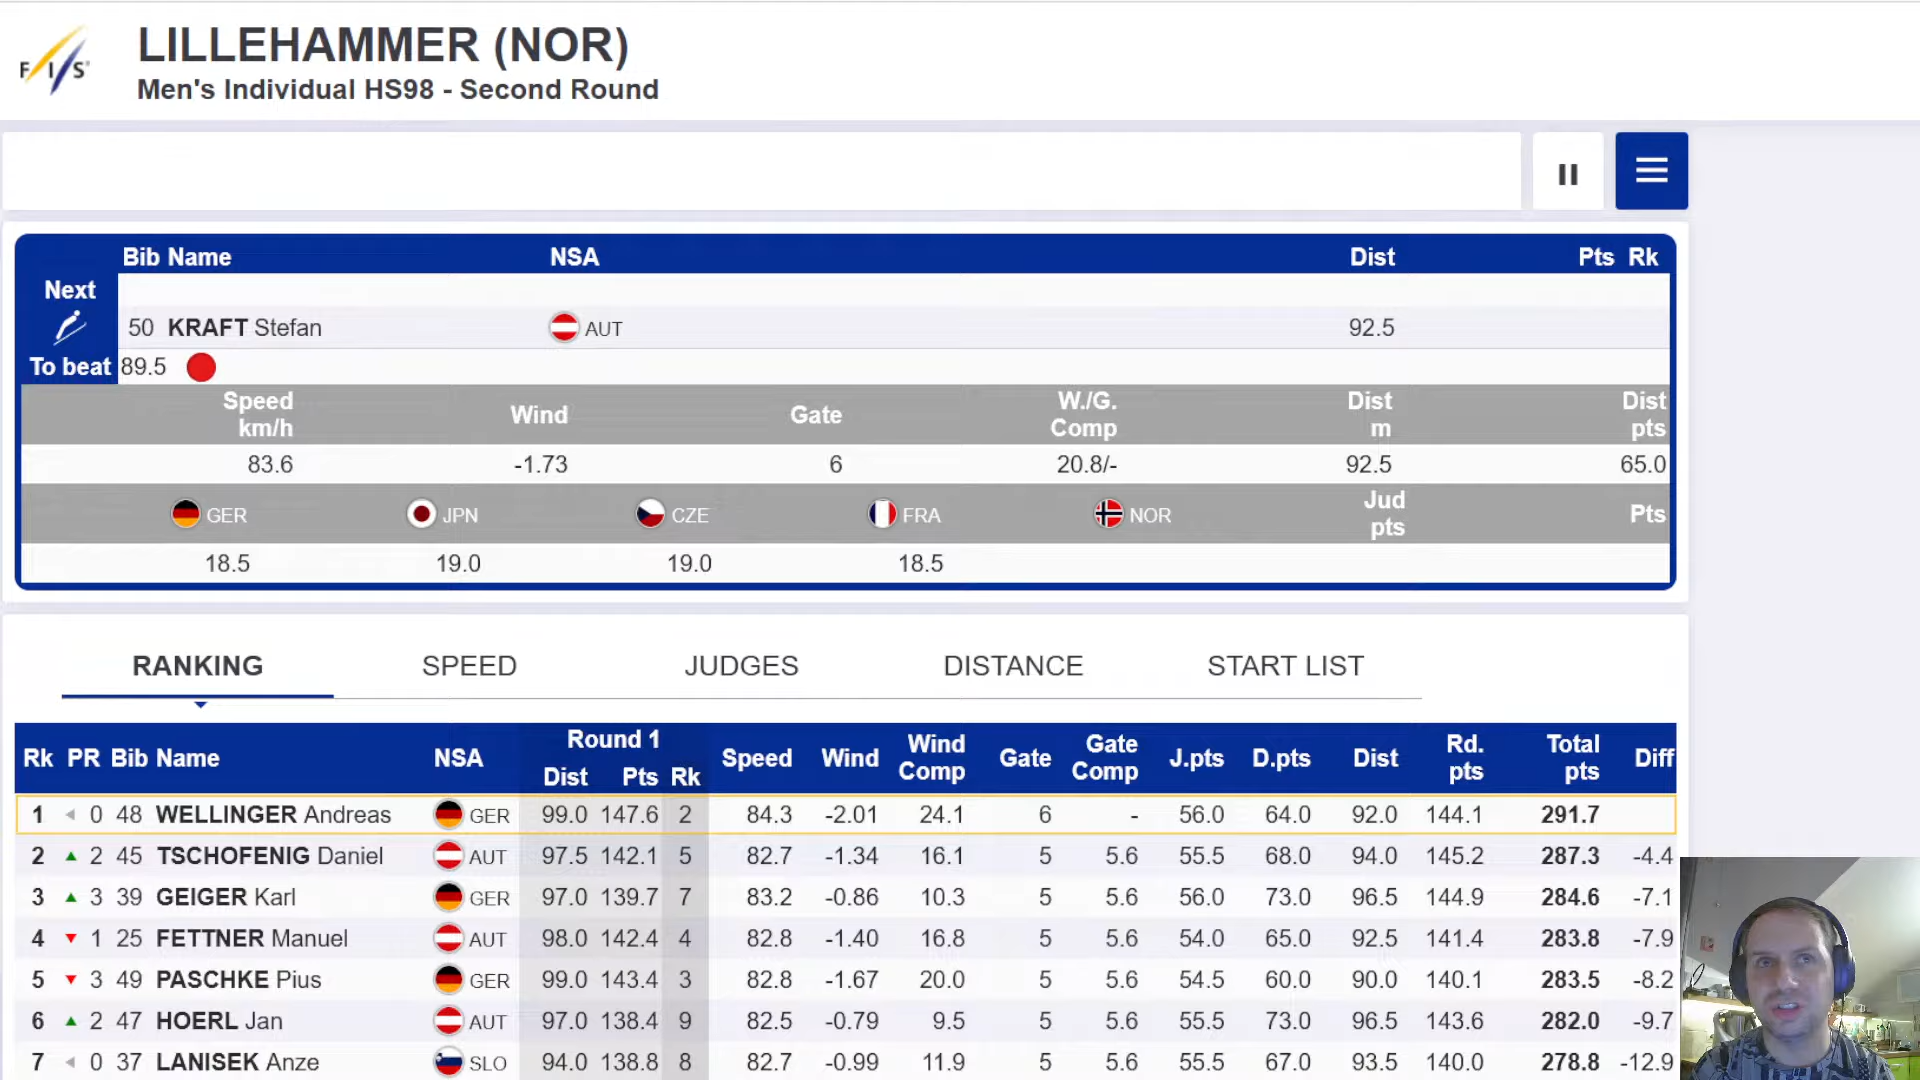 FIS
LILLEHAMMER (NOR)
Men's Individual HS98 - Second Round
Bib Name NSA Dist Pts Rk
Next
50 KRAFT Stefan AUT 92.5
To beat 89.5
Speed km/h Wind Gate W./G. Comp Dist m Dist pts
83.6 -1.73 6 20.8/- 92.5 65.0
GER JPN CZE FRA NOR Jud pts Pts
18.5 19.0 19.0 18.5
RANKING SPEED JUDGES DISTANCE START LIST
Rk PR Bib Name NSA Round 1 Dist Pts Rk Speed Wind Wind Comp Gate Gate Comp J.pts D.pts Dist Rd. pts Total pts Diff
1 0 48 WELLINGER Andreas GER 99.0 147.6 2 84.3 -2.01 24.1 6 - 56.0 64.0 92.0 144.1 291.7
2 2 45 TSCHOFENIG Daniel AUT 97.5 142.1 5 82.7 -1.34 16.1 5 5.6 55.5 68.0 94.0 145.2 287.3 -4.4
3 3 39 GEIGER Karl GER 97.0 139.7 7 83.2 -0.86 10.3 5 5.6 56.0 73.0 96.5 144.9 284.6 -7.1
4 1 25 FETTNER Manuel AUT 98.0 142.4 4 82.8 -1.40 16.8 5 5.6 54.0 65.0 92.5 141.4 283.8 -7.9
5 3 49 PASCHKE Pius GER 99.0 143.4 3 82.8 -1.67 20.0 5 5.6 54.5 60.0 90.0 140.1 283.5 -8.2
6 2 47 HOERL Jan AUT 97.0 138.4 9 82.5 -0.79 9.5 5 5.6 55.5 73.0 96.5 143.6 282.0 -9.7
7 0 37 LANISEK Anze SLO 94.0 138.8 8 82.7 -0.99 11.9 5 5.6 55.5 67.0 93.5 140.0 278.8 -12.9